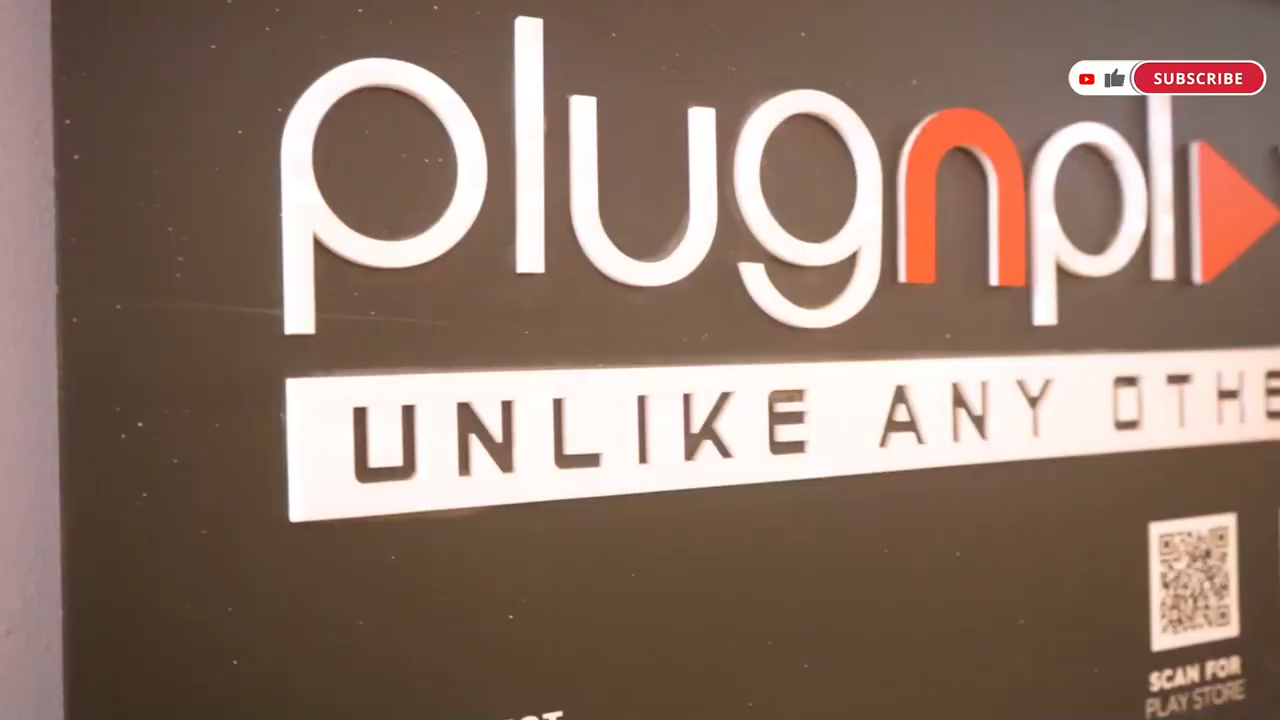 SUBSCRIBE
plugnpl
UNLIKE ANY OTHE
SCAN FOR
PLAY STORE